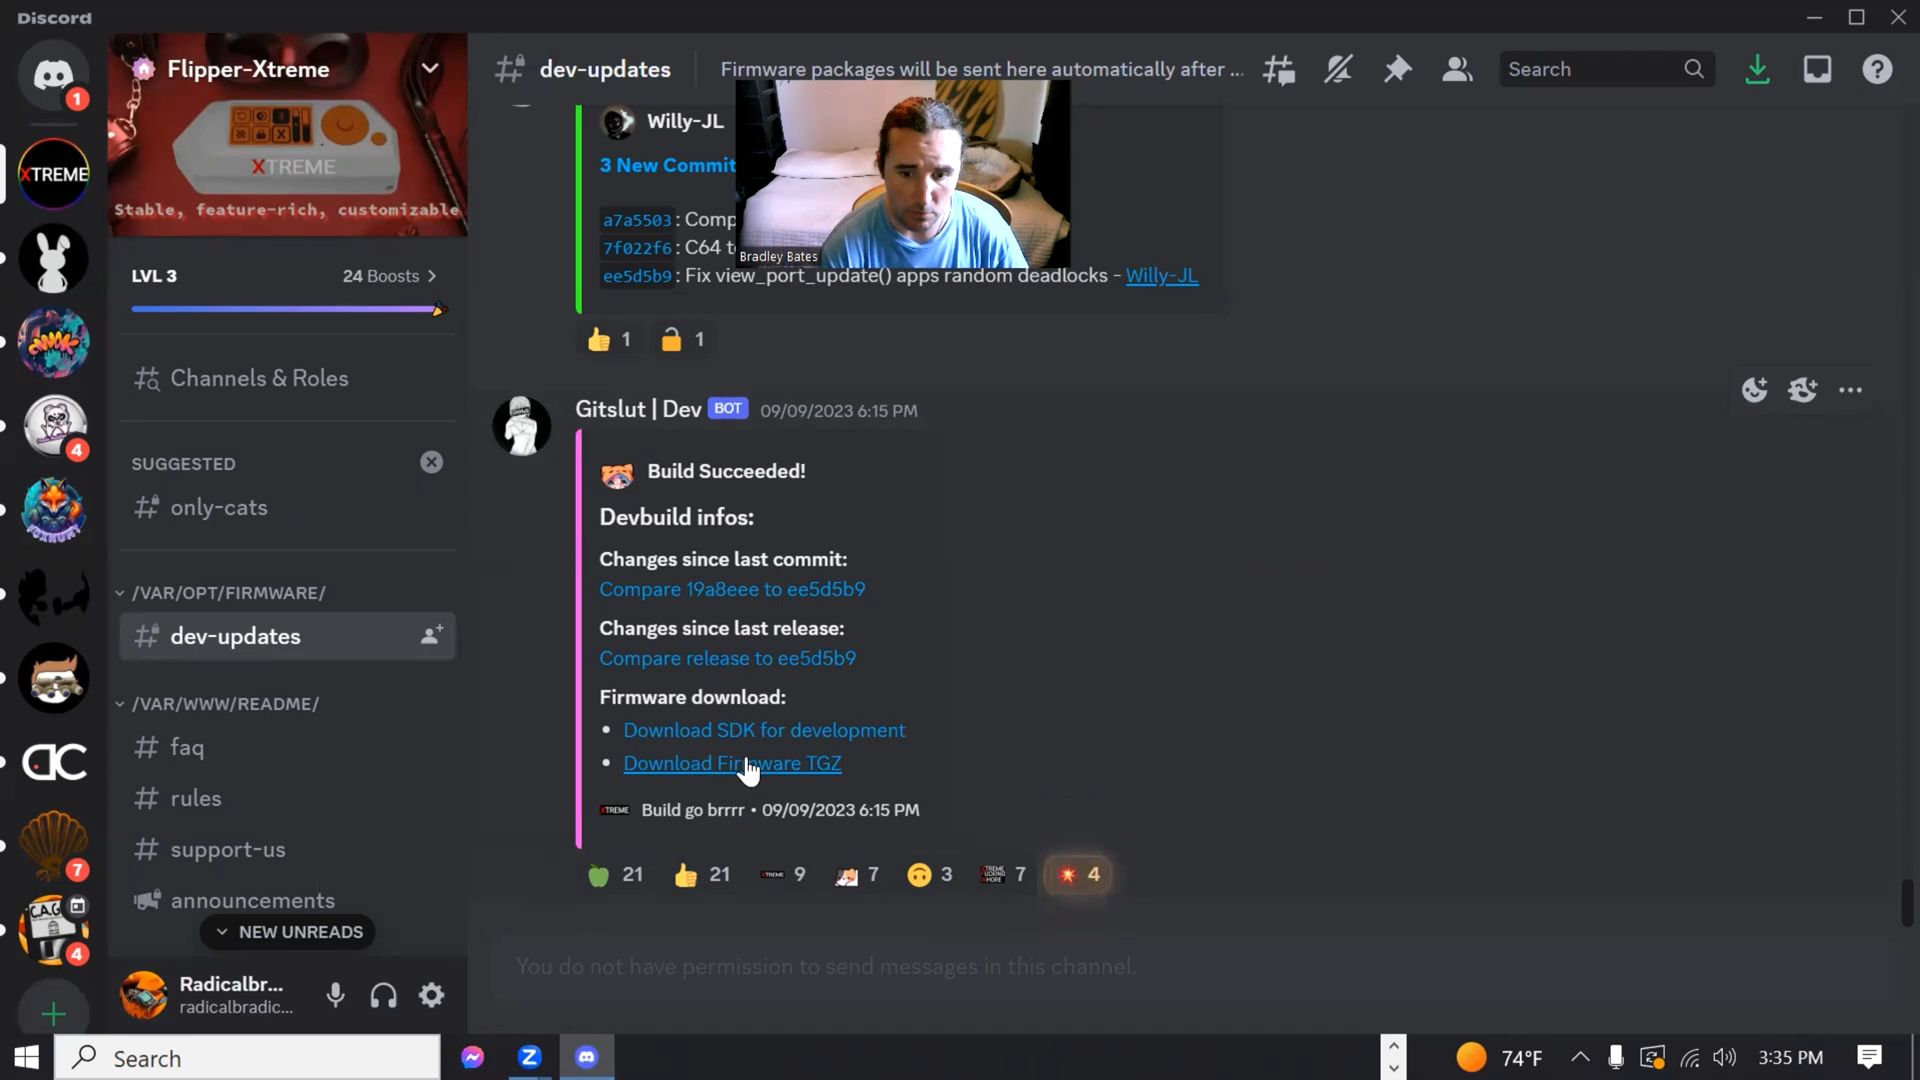 Discord
Flipper-Xtreme
XTREME
Stable, feature-rich, customizable
LVL 3
24 Boosts
Channels & Roles
SUGGESTED
only-cats
/VAR/OPT/FIRMWARE/
dev-updates
/VAR/WWW/README/
faq
rules
support-us
announcements
NEW UNREADS
Radicalbr...
radicalbradic...
1
XTREME
4
7
C.A.G
4
dev-updates
Firmware packages will be sent here automatically after ...
Search
Willy-JL
3 New Commit
a7a5503: Comp
7f022f6: C64 t
ee5d5b9: Fix view_port_update() apps random deadlocks - Willy-JL
Bradley Bates
1
1
Gitslut | Dev BOT 09/09/2023 6:15 PM
Build Succeeded!
Devbuild infos:
Changes since last commit:
Compare 19a8eee to ee5d5b9
Changes since last release:
Compare release to ee5d5b9
Firmware download:
• Download SDK for development
• Download Firmware TGZ
XTREME Build go brrrr • 09/09/2023 6:15 PM
21 21 9 7 3 7 4
You do not have permission to send messages in this channel.
Search
74°F
3:35 PM